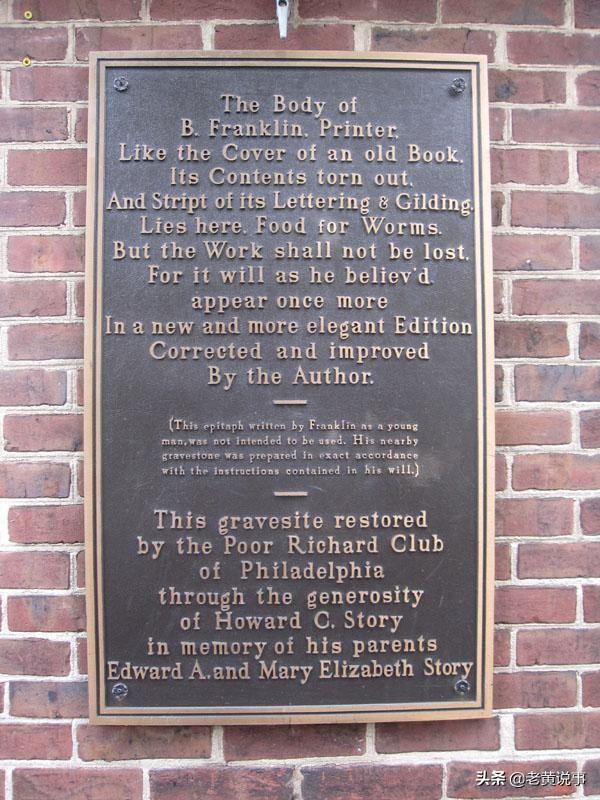 The Body of
B. Franklin, Printer,
Like the Cover of an old Book,
Its Contents torn out,
And Stript of its Lettering & Gilding,
Lies here, Food for Worms.
But the Work shall not be lost,
For it will as he believ'd
appear once more
In a new and more elegant Edition
Corrected and improved
By the Author.
(This epitaph written by Franklin as a young
man, was not intended to be used. His nearby
gravestone was prepared in exact accordance
with the instructions contained in his will.)
This gravesite restored
by the Poor Richard Club
of Philadelphia
through the generosity
of Howard C. Story
in memory of his parents
Edward A. and Mary Elizabeth Story
头条 @老黄说事